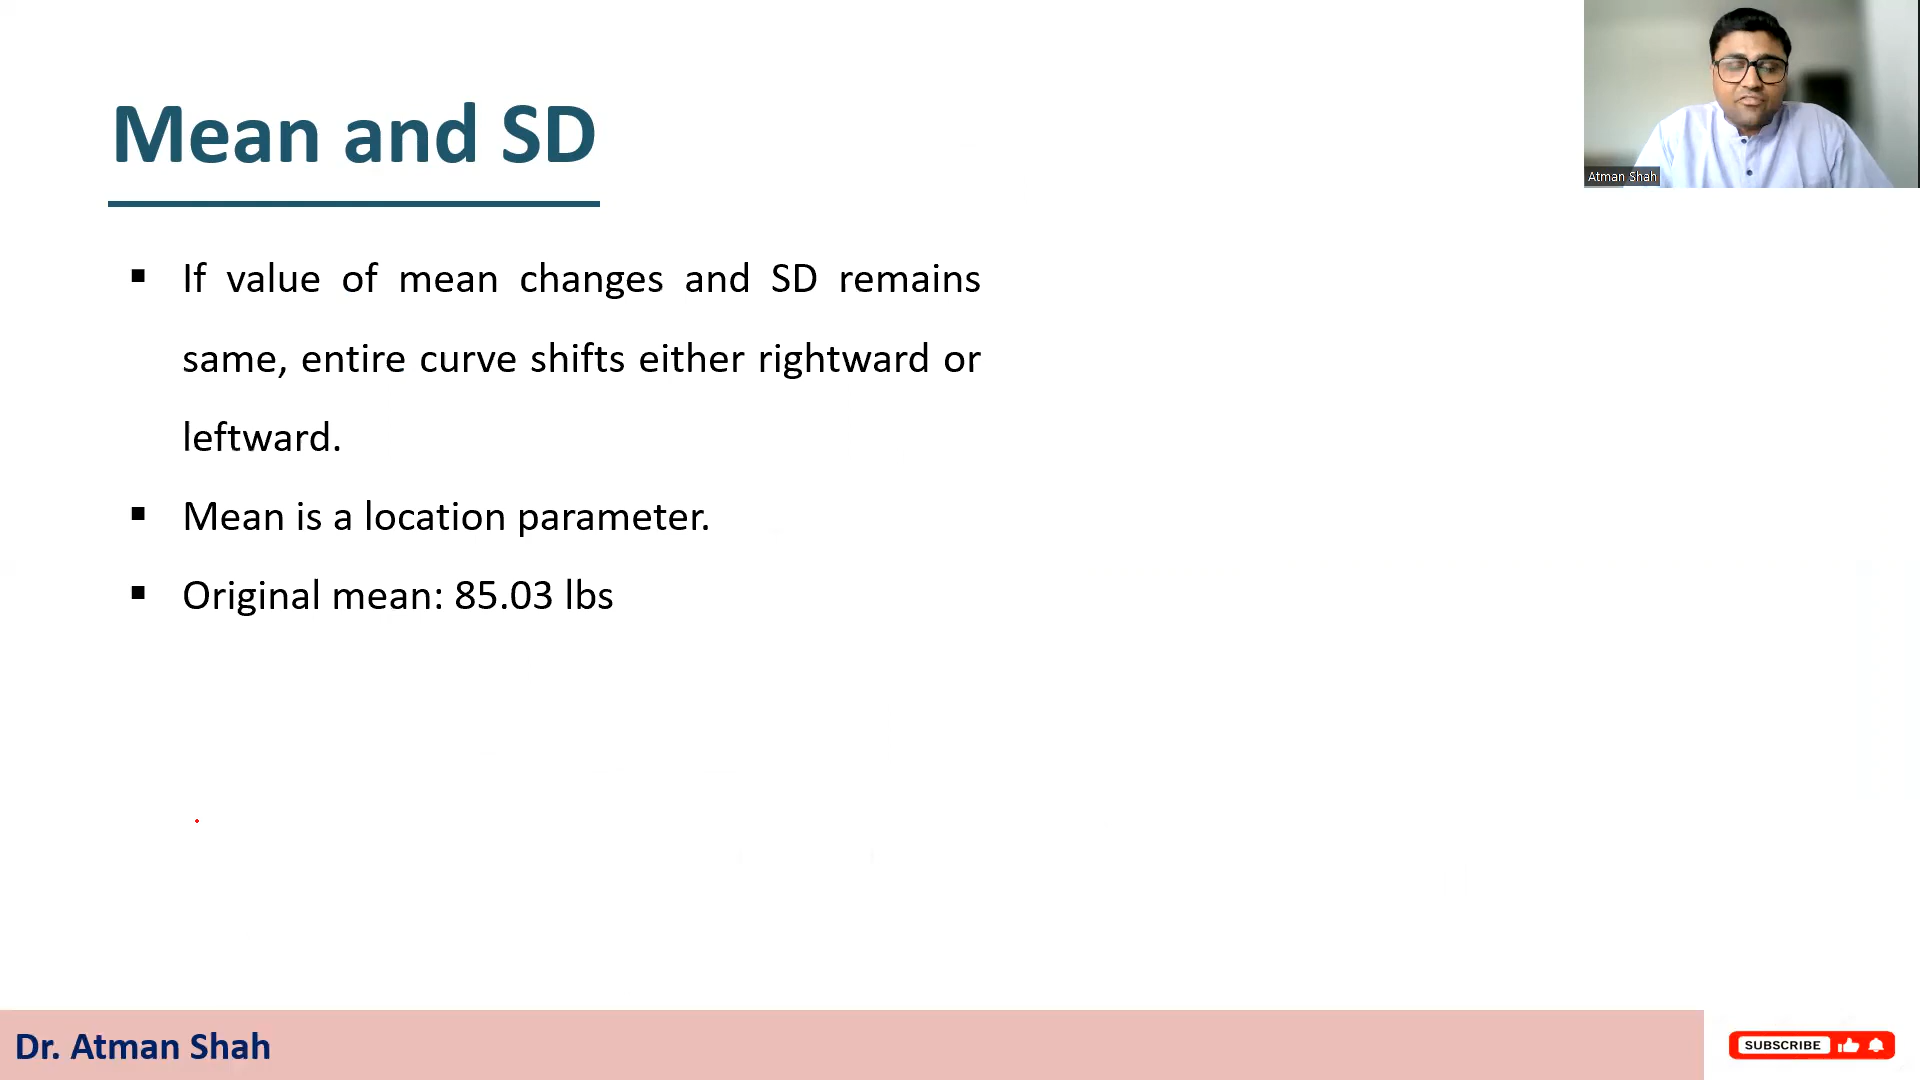 Mean and SD
Atman Shah
▪ If value of mean changes and SD remains
same, entire curve shifts either rightward or
leftward.
▪ Mean is a location parameter.
▪ Original mean: 85.03 lbs
Dr. Atman Shah
SUBSCRIBE